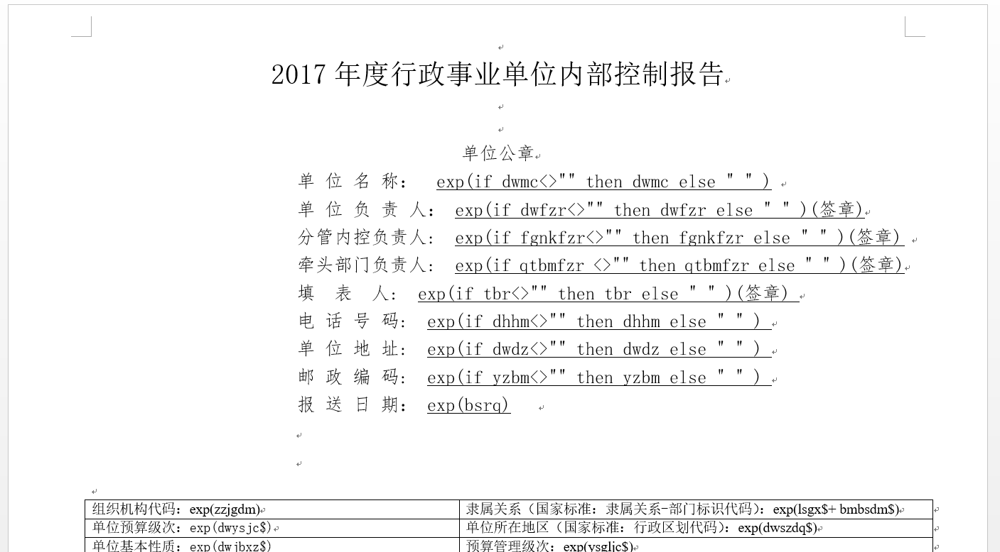 2017 年度行政事业单位内部控制报告
单位公章
单 位 名 称： exp(if dwmc<>"" then dwmc else " " )
单 位 负 责 人： exp(if dwfzr<>"" then dwfzr else " " )(签章)
分管内控负责人： exp(if fgnkfzr<>"" then fgnkfzr else " " )(签章)
牵头部门负责人： exp(if qtbmfzr <>"" then qtbmfzr else " " )(签章)
填 表 人： exp(if tbr<>"" then tbr else " " )(签章)
电 话 号 码： exp(if dhhm<>"" then dhhm else " " )
单 位 地 址： exp(if dwdz<>"" then dwdz else " " )
邮 政 编 码： exp(if yzbm<>"" then yzbm else " " )
报 送 日 期： exp(bsrq)
组织机构代码：exp(zzjgdm)
隶属关系（国家标准：隶属关系-部门标识代码）：exp(lsgx$+ bmbsdm$)
单位预算级次：exp(dwysjc$)
单位所在地区（国家标准：行政区划代码）：exp(dwszdq$)
单位基本性质：exp(dwjbxz$)
预算管理级次：exp(ysgljc$)